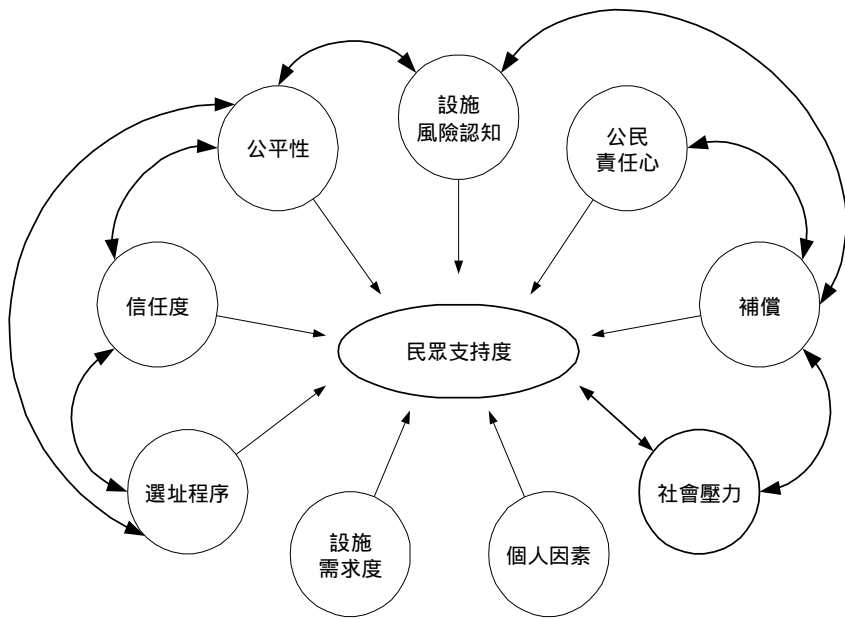 設施
風險認知
公平性
公民
責任心
信任度
補償
民眾支持度
選址程序
社會壓力
設施
需求度
個人因素